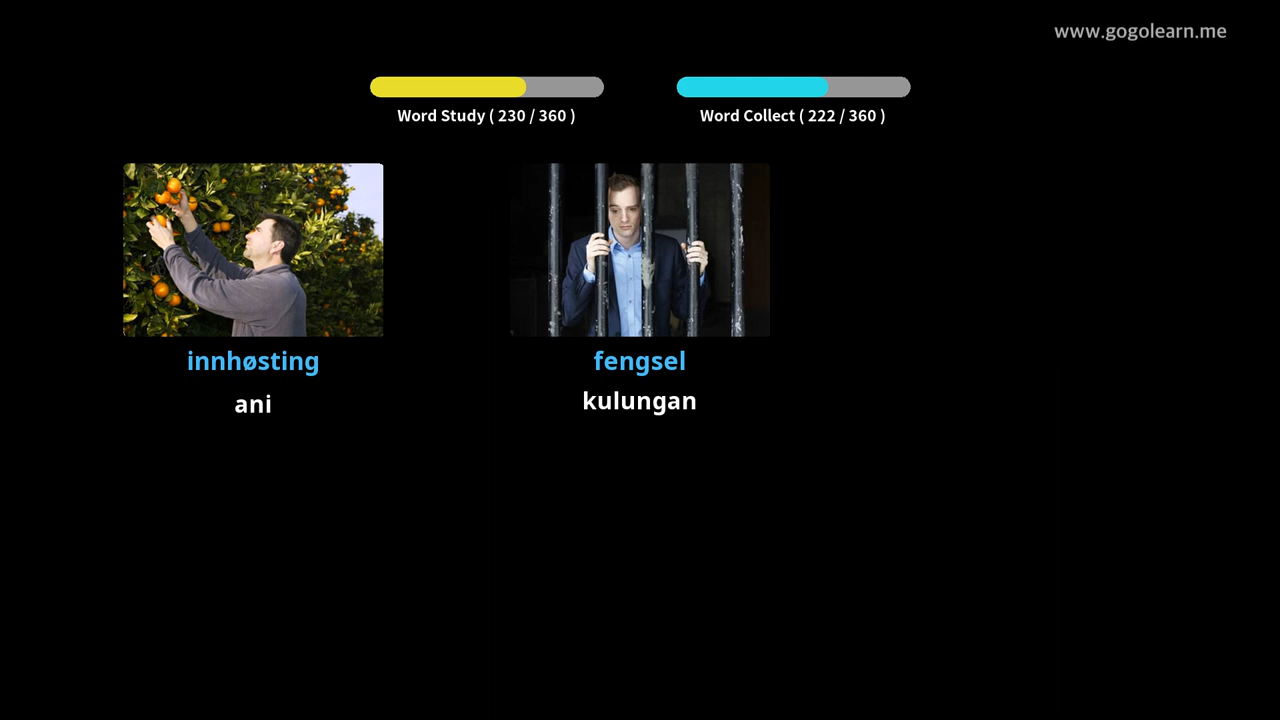 www.gogolearn.me
Word Study ( 230 / 360 )
Word Collect ( 222 / 360 )
innhøsting
ani
fengsel
kulungan